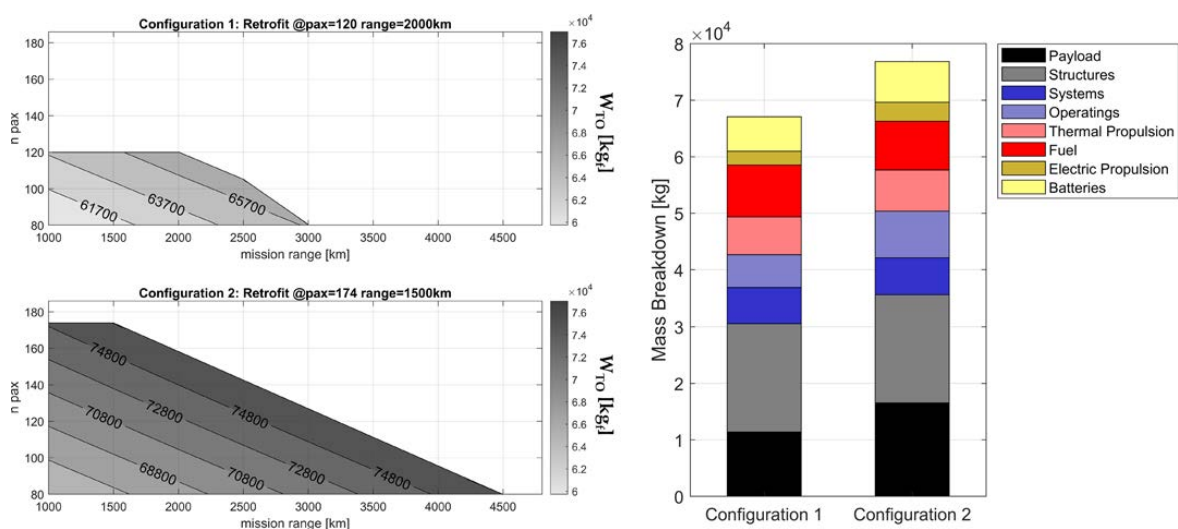 Configuration 1: Retrofit @pax=120 range=2000km
×10⁴
180
160
140
120
100
80
n pax
61700
63700
65700
1000 1500 2000 2500 3000 3500 4000 4500
mission range [km]
7.6
7.4
7.2
7
6.8
6.6
6.4
6.2
6
W_TO [kg_f]
Configuration 2: Retrofit @pax=174 range=1500km
×10⁴
180
160
140
120
100
80
n pax
74800
70800
72800
74800
68800
70800
72800
74800
1000 1500 2000 2500 3000 3500 4000 4500
mission range [km]
7.6
7.4
7.2
7
6.8
6.6
6.4
6.2
6
W_TO [kg_f]
×10⁴
8
7
6
5
4
3
2
1
0
Mass Breakdown [kg]
Configuration 1 Configuration 2
Payload
Structures
Systems
Operatings
Thermal Propulsion
Fuel
Electric Propulsion
Batteries